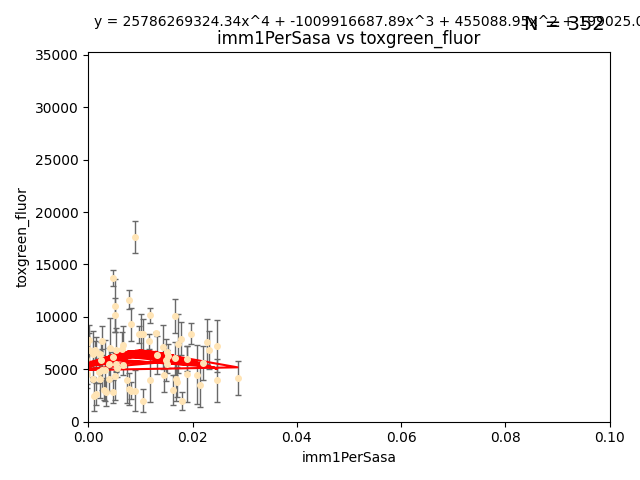 y = 25786269324.34x^4 + -1009916687.89x^3 + 455088.95x^2 +
N = 352
imm1PerSasa vs toxgreen_fluor
35000
30000
25000
20000
15000
10000
5000
0
toxgreen_fluor
0.00 0.02 0.04 0.06 0.08 0.10
imm1PerSasa